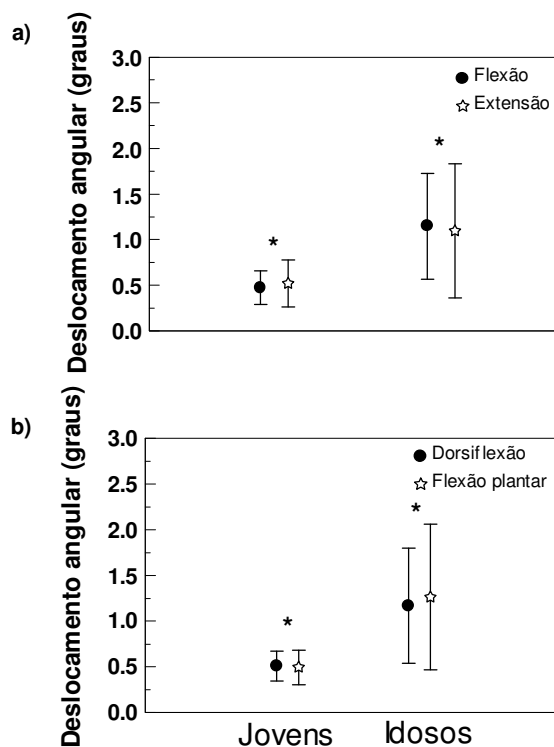 a)
Deslocamento angular (graus)
3.0
2.5
2.0
1.5
1.0
0.5
0.0
Flexão
Extensão
*
*
b)
Deslocamento angular (graus)
3.0
2.5
2.0
1.5
1.0
0.5
0.0
Dorsiflexão
Flexão plantar
*
*
Jovens Idosos